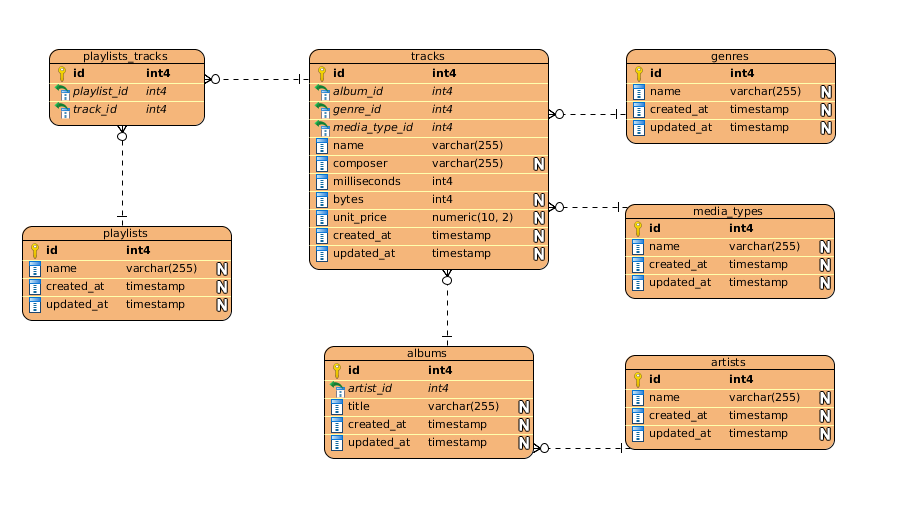 playlists_tracks
id int4
playlist_id int4
track_id int4
tracks
id int4
album_id int4
genre_id int4
media_type_id int4
name varchar(255)
composer varchar(255) N
milliseconds int4
bytes int4 N
unit_price numeric(10, 2) N
created_at timestamp N
updated_at timestamp N
genres
id int4
name varchar(255) N
created_at timestamp N
updated_at timestamp N
media_types
id int4
name varchar(255) N
created_at timestamp N
updated_at timestamp N
playlists
id int4
name varchar(255) N
created_at timestamp N
updated_at timestamp N
albums
id int4
artist_id int4
title varchar(255) N
created_at timestamp N
updated_at timestamp N
artists
id int4
name varchar(255) N
created_at timestamp N
updated_at timestamp N